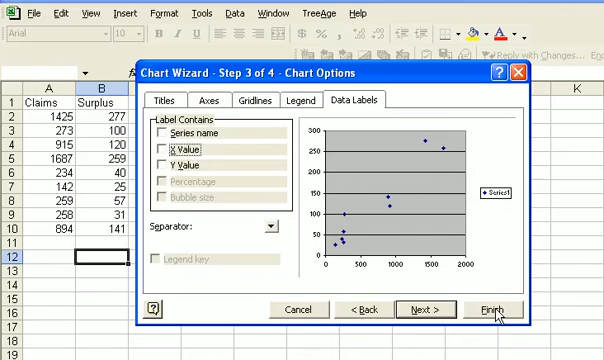 File Edit View Insert Format Tools Data Window TreeAge Help
Arial 10 B I U $ % ,
Reply with Changes... En
Chart Wizard - Step 3 of 4 - Chart Options
Titles Axes Gridlines Legend Data Labels
Label Contains
Series name
X Value
Y Value
Percentage
Bubble size
Separator:
Legend key
300
250
200
150
100
50
0
0 500 1000 1500 2000
Series1
Cancel < Back Next > Finish
A B K
1 Claims Surplus
2 1425 277
3 273 100
4 915 120
5 1687 259
6 234 40
7 142 25
8 259 57
9 258 31
10 894 141
11
12
13
14
15
16
17
18
19